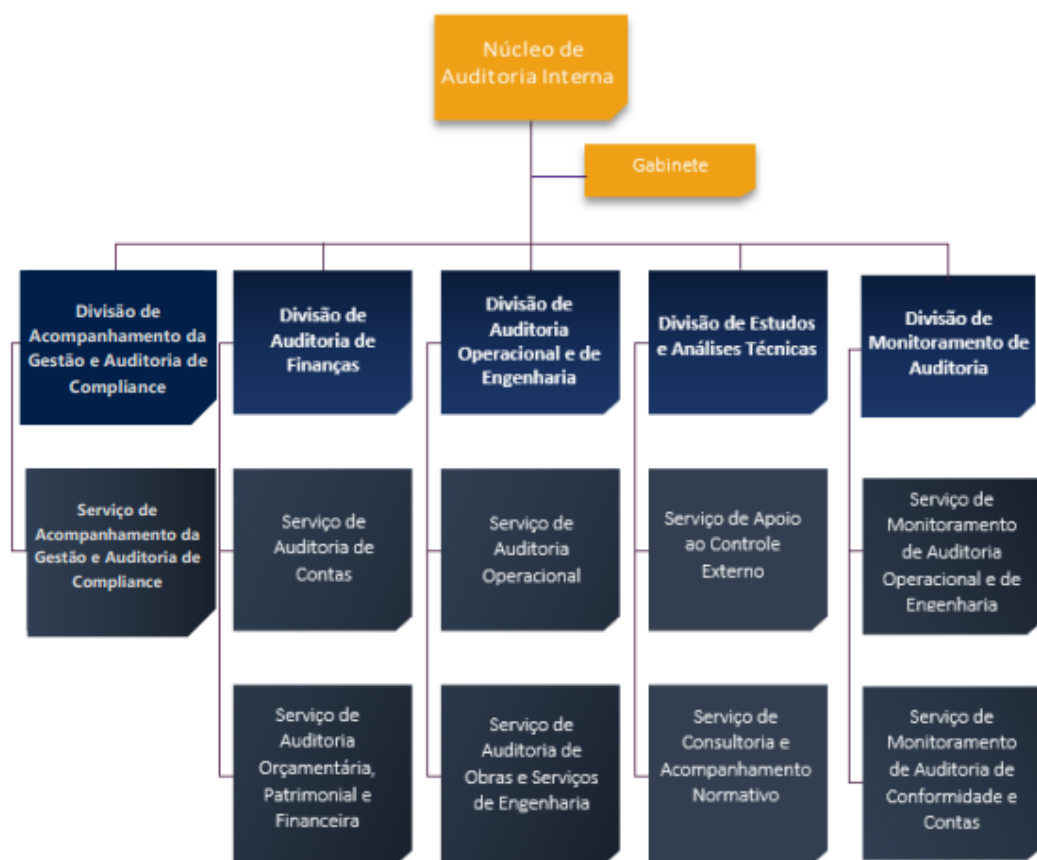 Núcleo de
Auditoria Interna
Gabinete
Divisão de
Acompanhamento da
Gestão e Auditoria de
Compliance
Divisão de
Auditoria de
Finanças
Divisão de
Auditoria
Operacional e de
Engenharia
Divisão de Estudos
e Análises Técnicas
Divisão de
Monitoramento de
Auditoria
Serviço de
Acompanhamento da
Gestão e Auditoria de
Compliance
Serviço de
Auditoria de
Contas
Serviço de
Auditoria
Operacional
Serviço de Apoio
ao Controle
Externo
Serviço de
Monitoramento
de Auditoria
Operacional e de
Engenharia
Serviço de
Auditoria
Orçamentária,
Patrimonial e
Financeira
Serviço de
Auditoria de
Obras e Serviços
de Engenharia
Serviço de
Consultoria e
Acompanhamento
Normativo
Serviço de
Monitoramento
de Auditoria de
Conformidade e
Contas